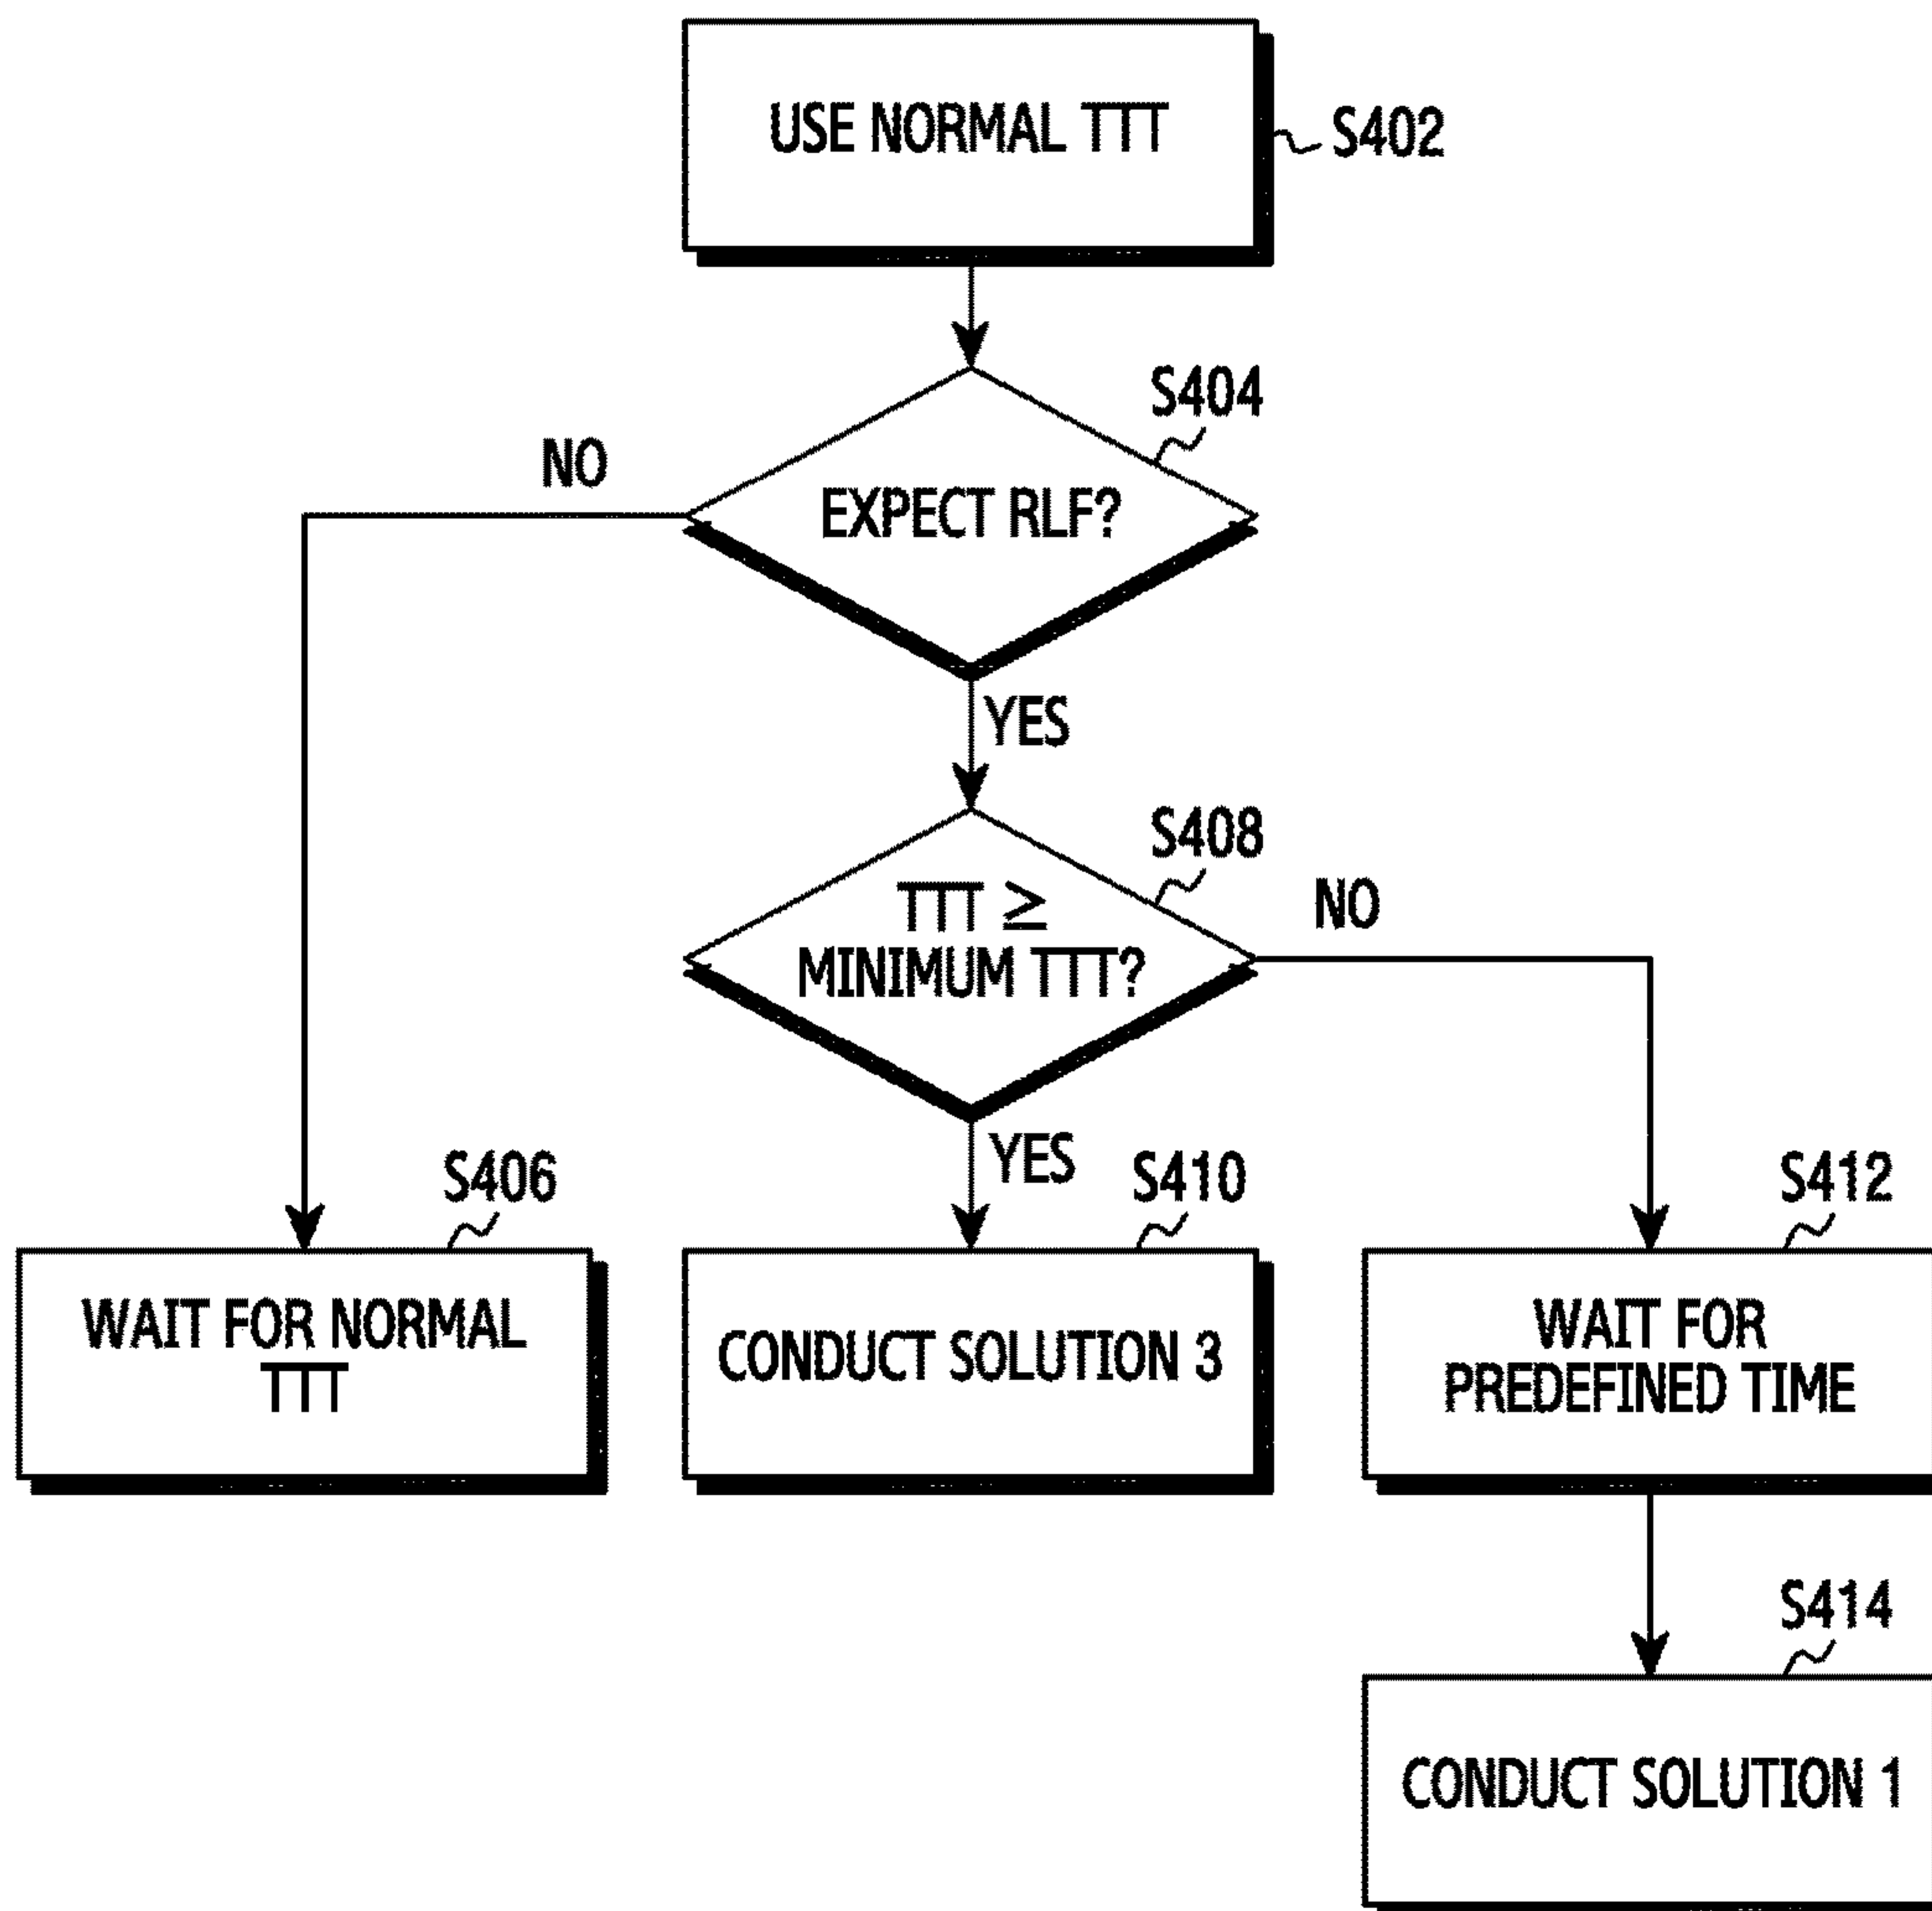 USE NORMAL TTT
S402
S404
NO
EXPECT RLF?
YES
S408
TTT ≥
NO
MINIMUM TTT?
YES
S406
S410
S412
WAIT FOR NORMAL
TTT
CONDUCT SOLUTION 3
WAIT FOR
PREDEFINED TIME
S414
CONDUCT SOLUTION 1